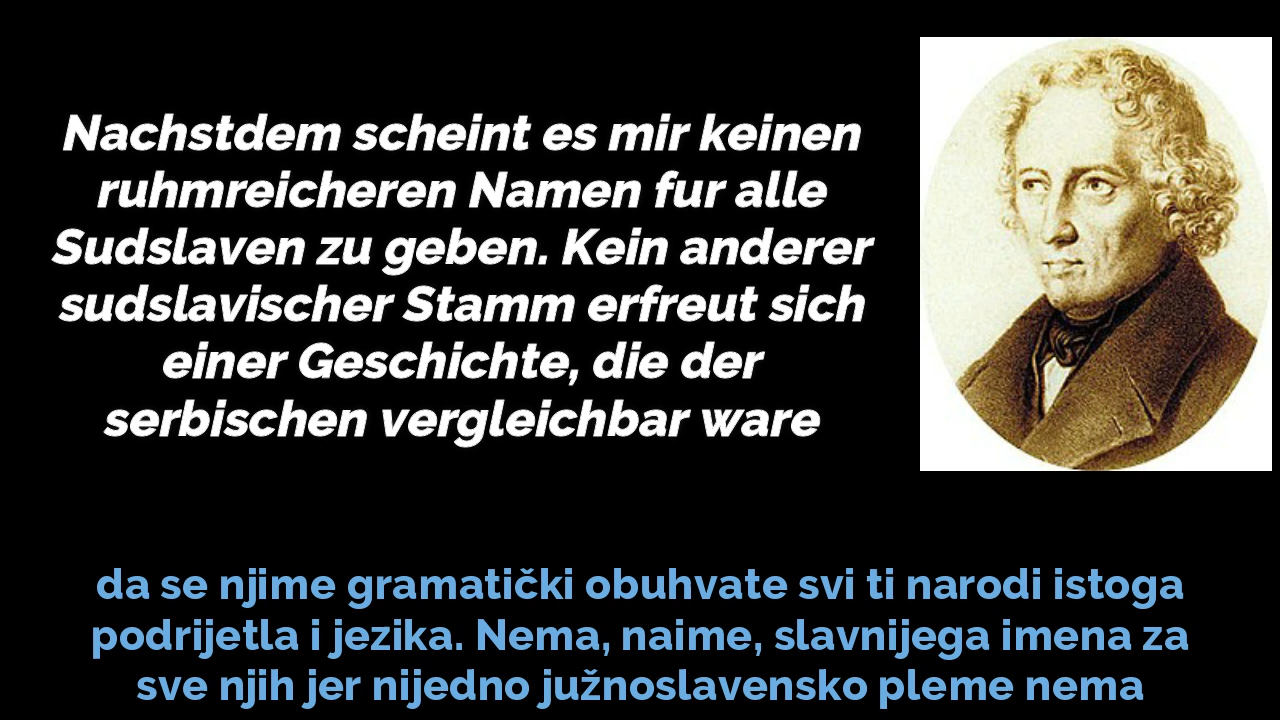 Nachstdem scheint es mir keinen
ruhmreicheren Namen fur alle
Sudslaven zu geben. Kein anderer
sudslavischer Stamm erfreut sich
einer Geschichte, die der
serbischen vergleichbar ware
da se njime gramatički obuhvate svi ti narodi istoga
podrijetla i jezika. Nema, naime, slavnijega imena za
sve njih jer nijedno južnoslavensko pleme nema